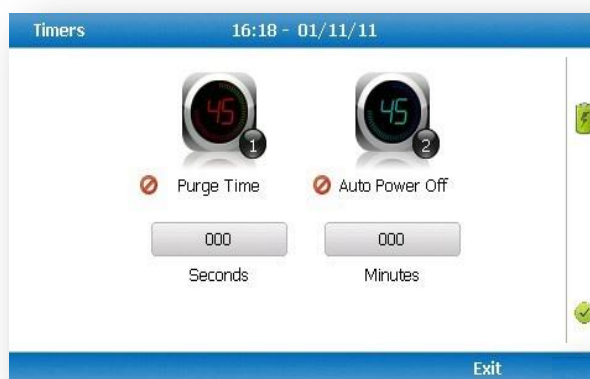 Timers 16:18 - 01/11/11
45 45
1 2
Purge Time Auto Power Off
000 000
Seconds Minutes
Exit